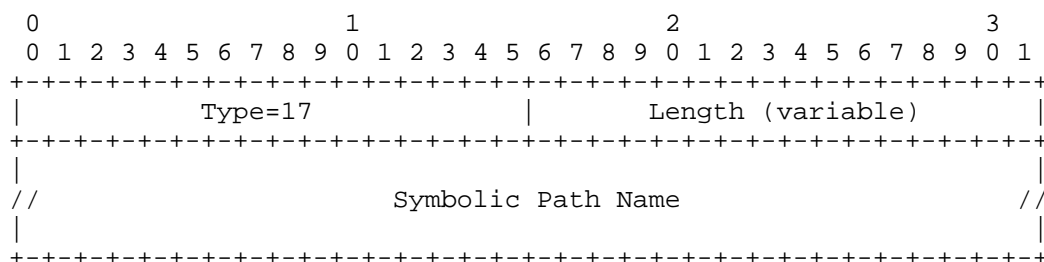 0                   1                   2                   3
 0 1 2 3 4 5 6 7 8 9 0 1 2 3 4 5 6 7 8 9 0 1 2 3 4 5 6 7 8 9 0 1
+-+-+-+-+-+-+-+-+-+-+-+-+-+-+-+-+-+-+-+-+-+-+-+-+-+-+-+-+-+-+-+-+
|           Type=17             |       Length (variable)       |
+-+-+-+-+-+-+-+-+-+-+-+-+-+-+-+-+-+-+-+-+-+-+-+-+-+-+-+-+-+-+-+-+
|                                                               |
//                      Symbolic Path Name                     //
|                                                               |
+-+-+-+-+-+-+-+-+-+-+-+-+-+-+-+-+-+-+-+-+-+-+-+-+-+-+-+-+-+-+-+-+